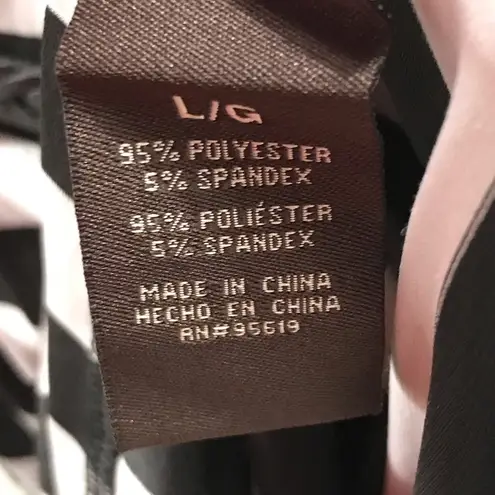 L/G
95% POLYESTER
5% SPANDEX
95% POLIÉSTER
5% SPANDEX
MADE IN CHINA
HECHO EN CHINA
RN#95619